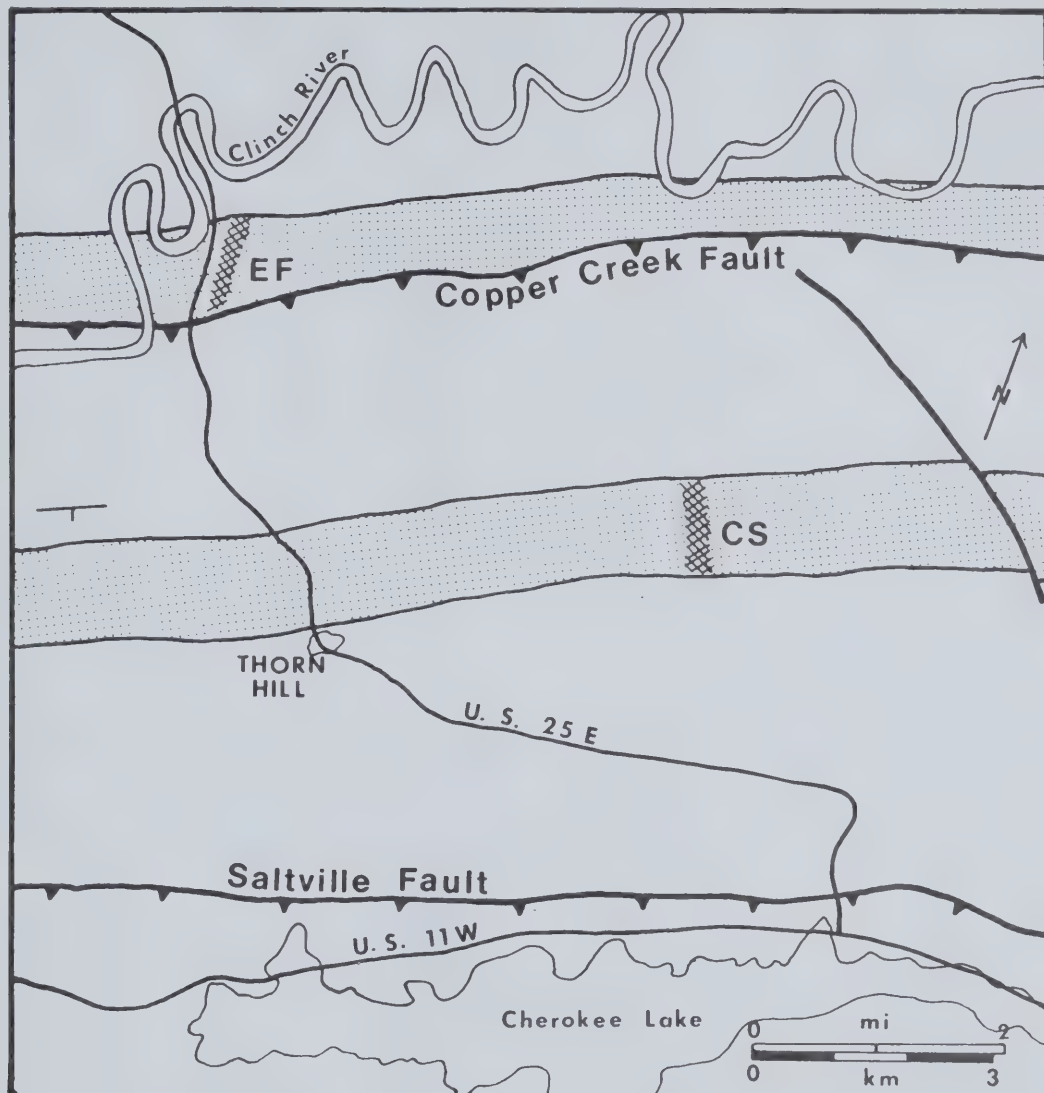 Clinch River
EF
Copper Creek Fault
N
CS
THORN
HILL
U. S. 25 E
Saltville Fault
U. S. 11 W
Cherokee Lake
0 mi 2
0 km 3